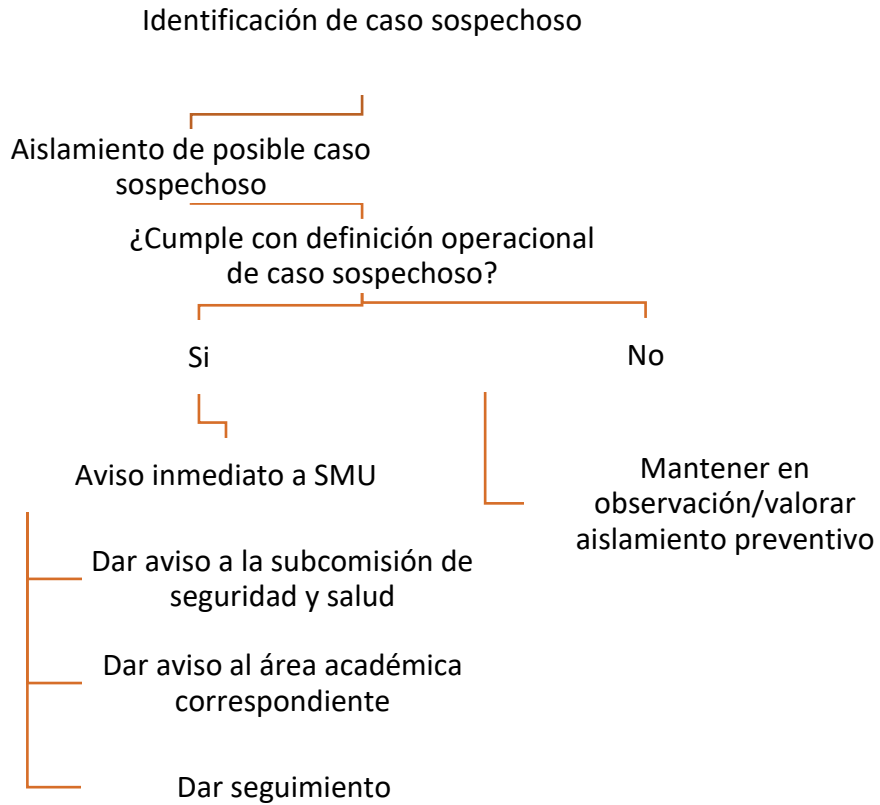 Identificación de caso sospechoso
Aislamiento de posible caso
sospechoso
¿Cumple con definición operacional
de caso sospechoso?
Si
No
Aviso inmediato a SMU
Mantener en
observación/valorar
aislamiento preventivo
Dar aviso a la subcomisión de
seguridad y salud
Dar aviso al área académica
correspondiente
Dar seguimiento